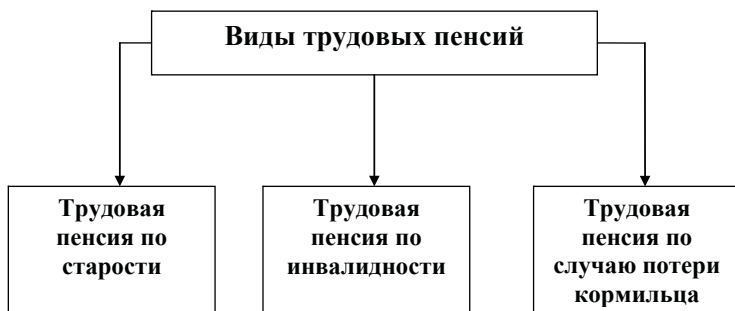 Виды трудовых пенсий
Трудовая
пенсия по
старости
Трудовая
пенсия по
инвалидности
Трудовая
пенсия по
случаю потери
кормильца